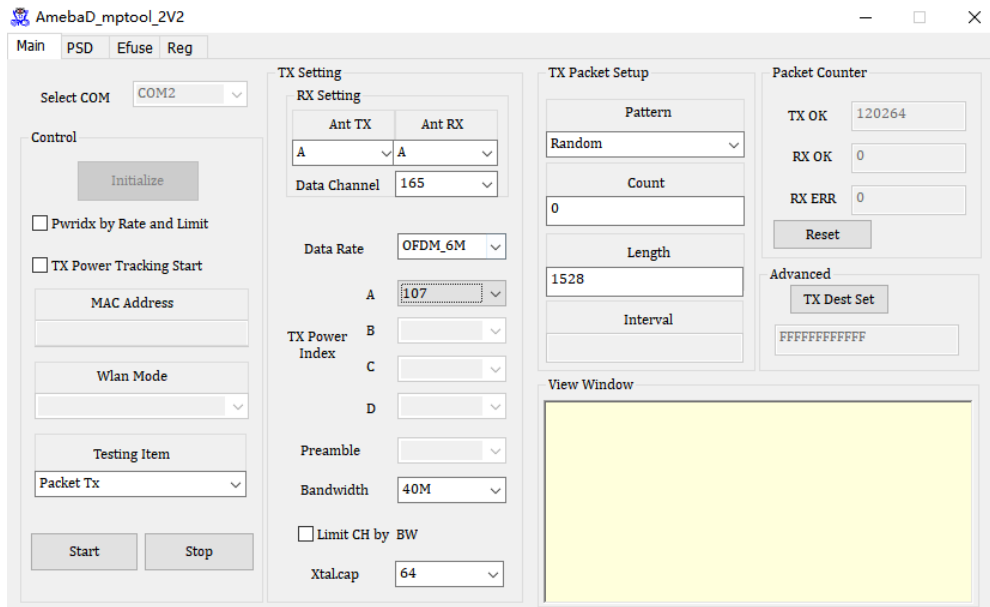 AmebaD_mptool_2V2
Main PSD Efuse Reg
Select COM COM2
Control
Initialize
Pwridx by Rate and Limit
TX Power Tracking Start
MAC Address
Wlan Mode
Testing Item
Packet Tx
Start Stop
TX Setting
RX Setting
Ant TX Ant RX
A A
Data Channel 165
Data Rate OFDM_6M
TX Power
Index
A 107
B
C
D
Preamble
Bandwidth 40M
Limit CH by BW
Xtal.cap 64
TX Packet Setup
Pattern
Random
Count
0
Length
1528
Interval
Packet Counter
TX OK 120264
RX OK 0
RX ERR 0
Reset
Advanced
TX Dest Set
FFFFFFFFFFFF
View Window